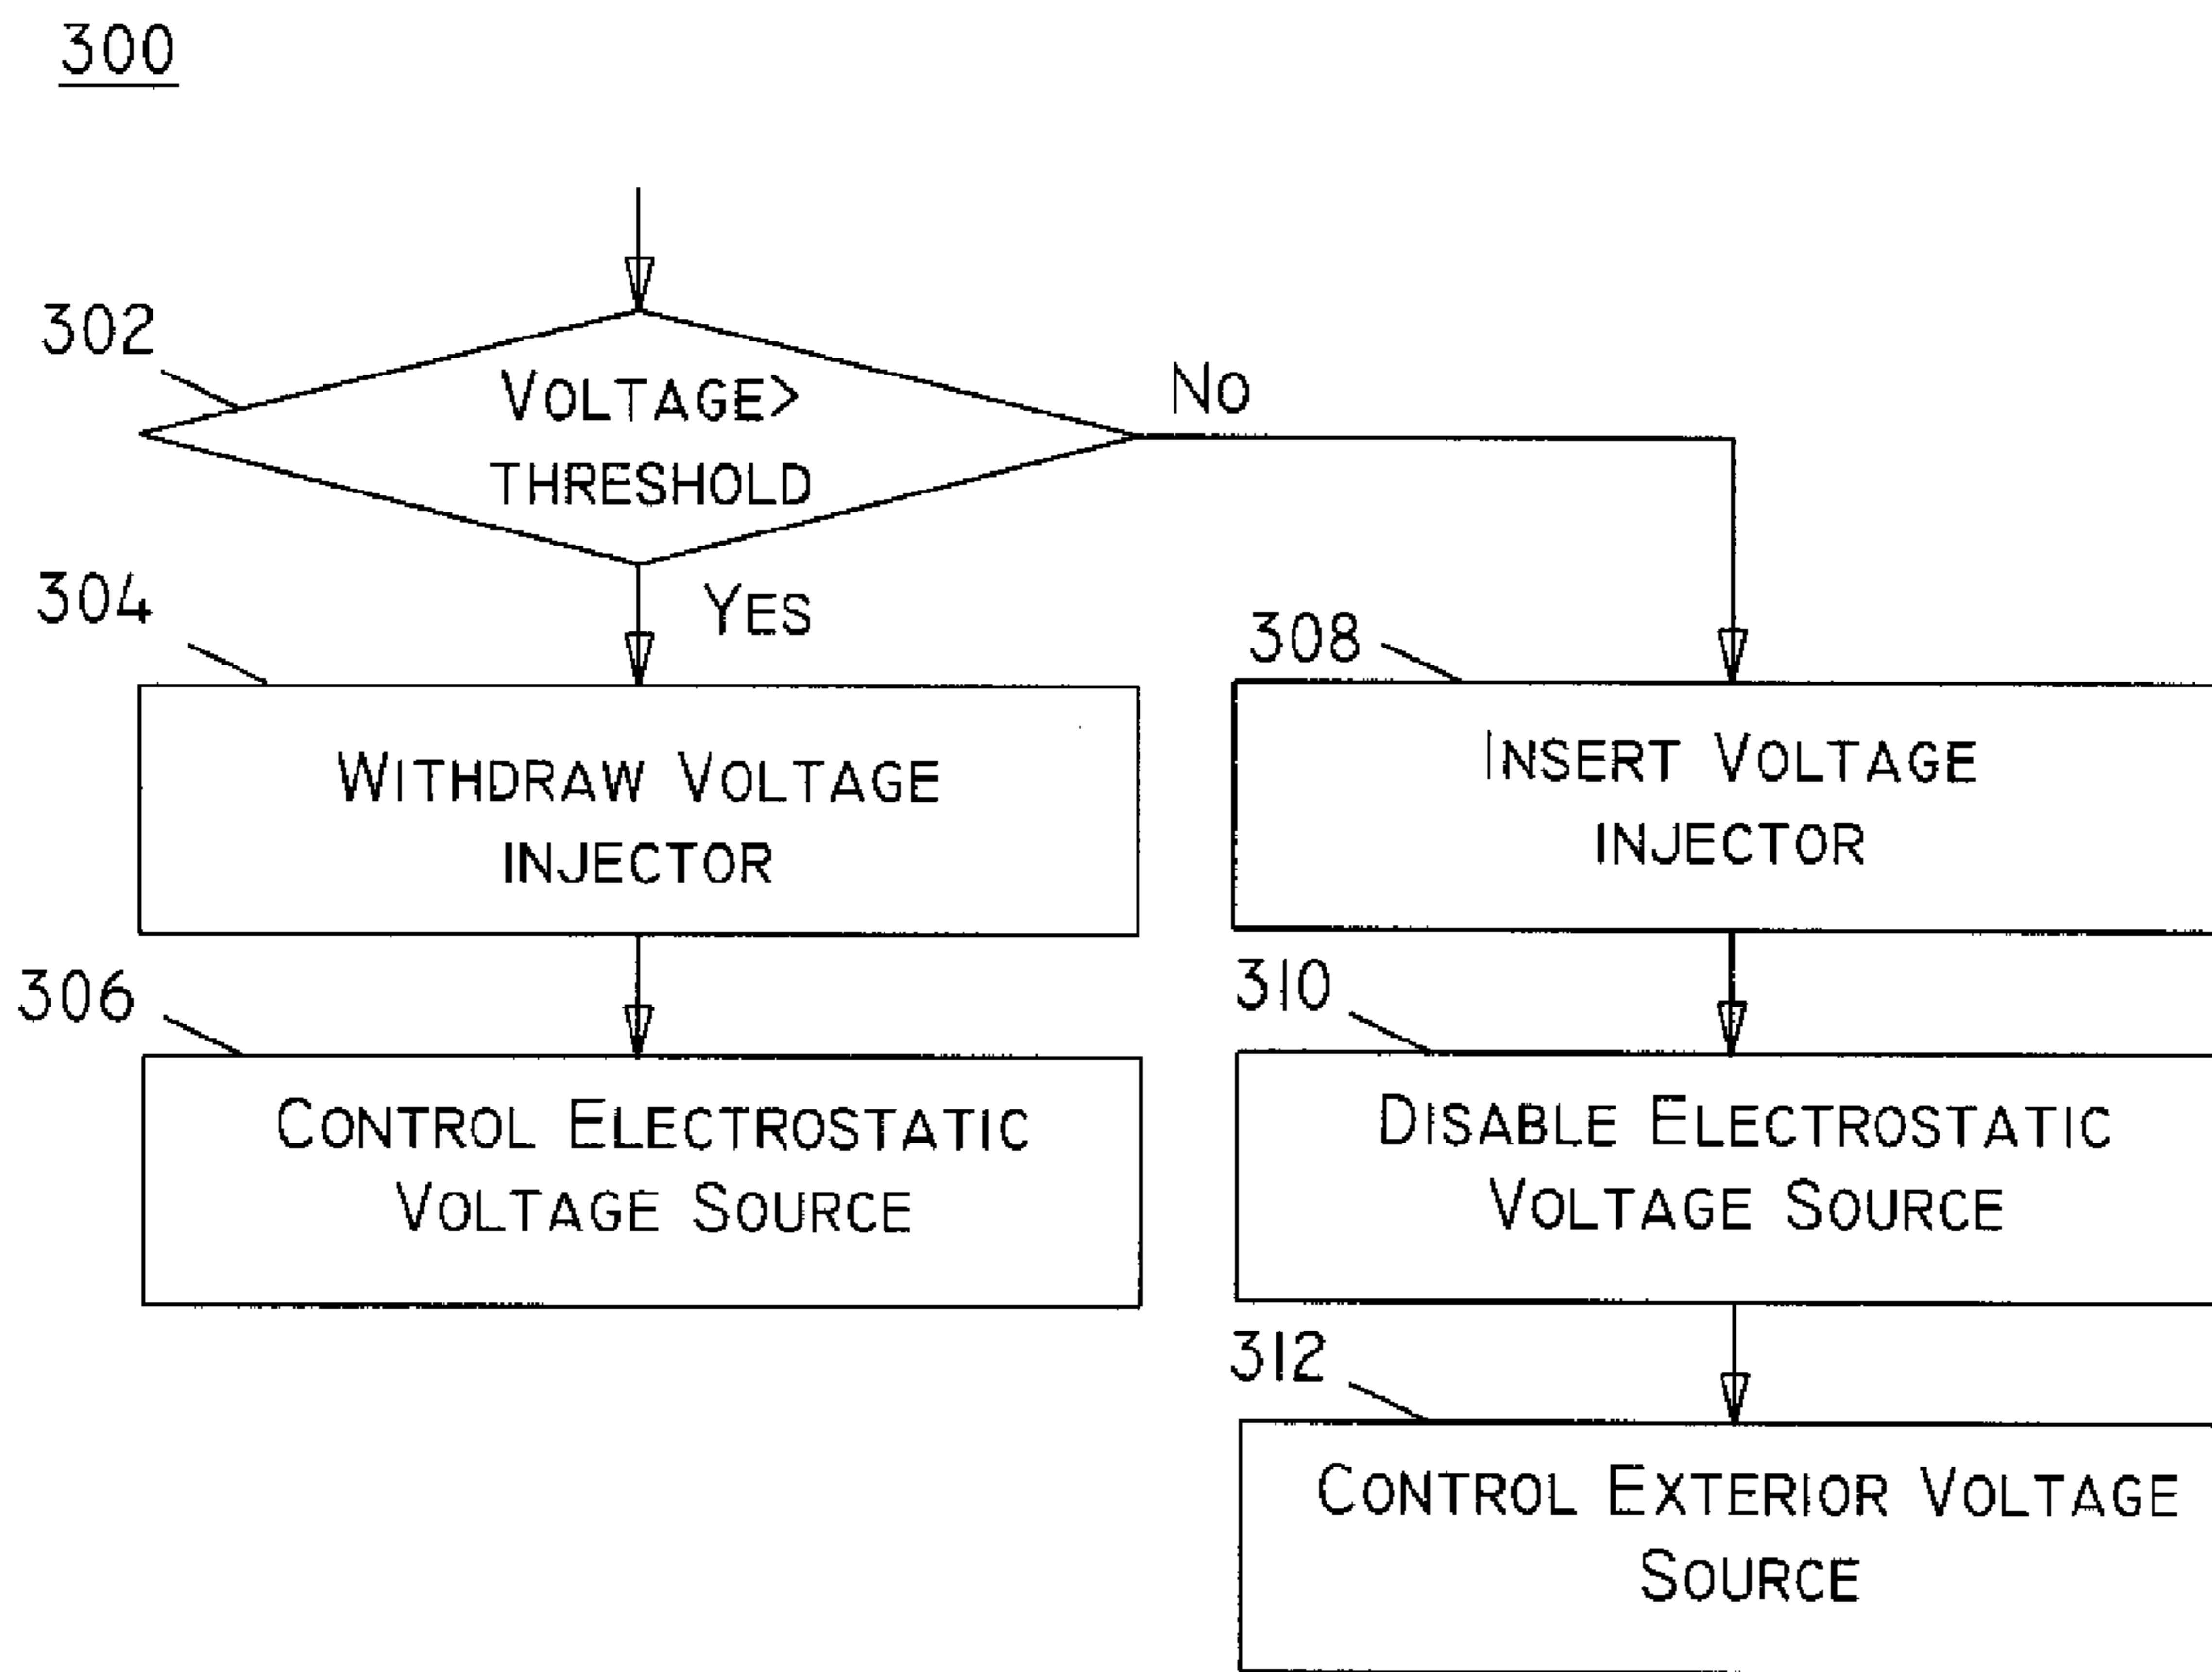 300
302
VOLTAGE>
THRESHOLD
NO
304
YES
WITHDRAW VOLTAGE
INJECTOR
308
INSERT VOLTAGE
INJECTOR
306
CONTROL ELECTROSTATIC
VOLTAGE SOURCE
310
DISABLE ELECTROSTATIC
VOLTAGE SOURCE
312
CONTROL EXTERIOR VOLTAGE
SOURCE